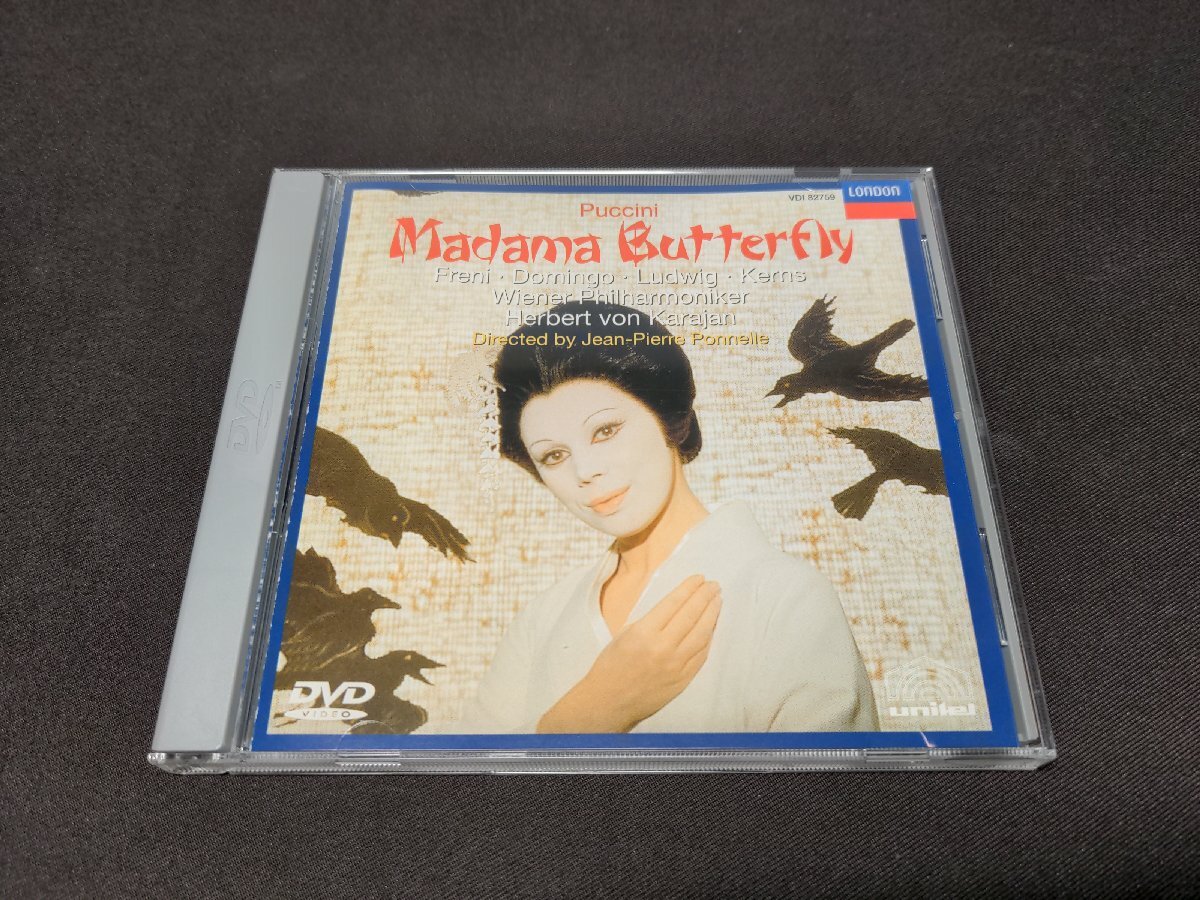 VDI 82759
LONDON
Puccini
Madama Butterfly
Freni · Domingo · Ludwig · Kerns
Wiener Philharmoniker
Herbert von Karajan
Directed by Jean-Pierre Ponnelle
DVD
DVD
VIDEO
unitel